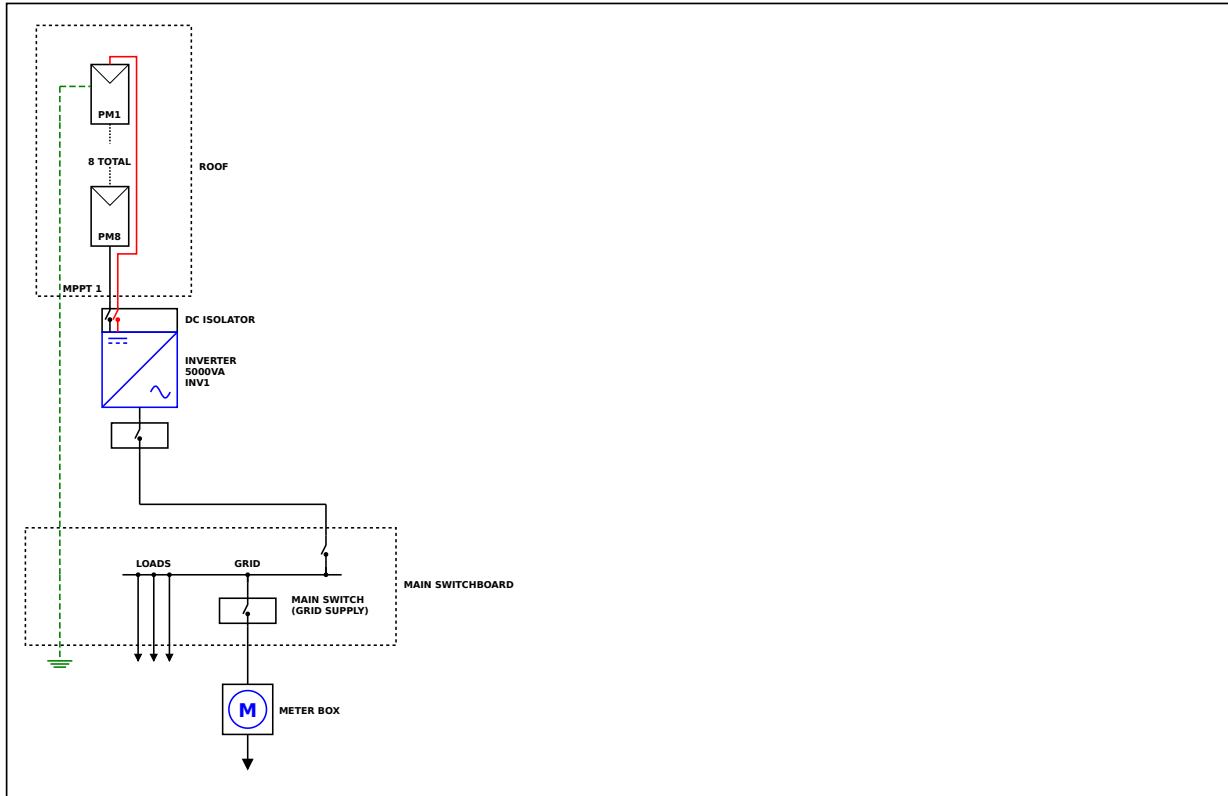 PM1
8 TOTAL
ROOF
PM8
MPPT 1
DC ISOLATOR
INVERTER
5000VA
INV1
LOADS
GRID
MAIN SWITCHBOARD
MAIN SWITCH
(GRID SUPPLY)
M
METER BOX